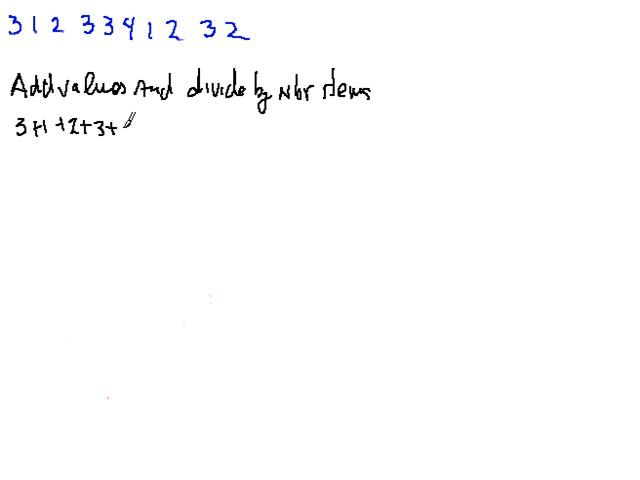 3 1 2 3 3 4 1 2 3 2
Add values and divide by nbr items
3+1+2+3+